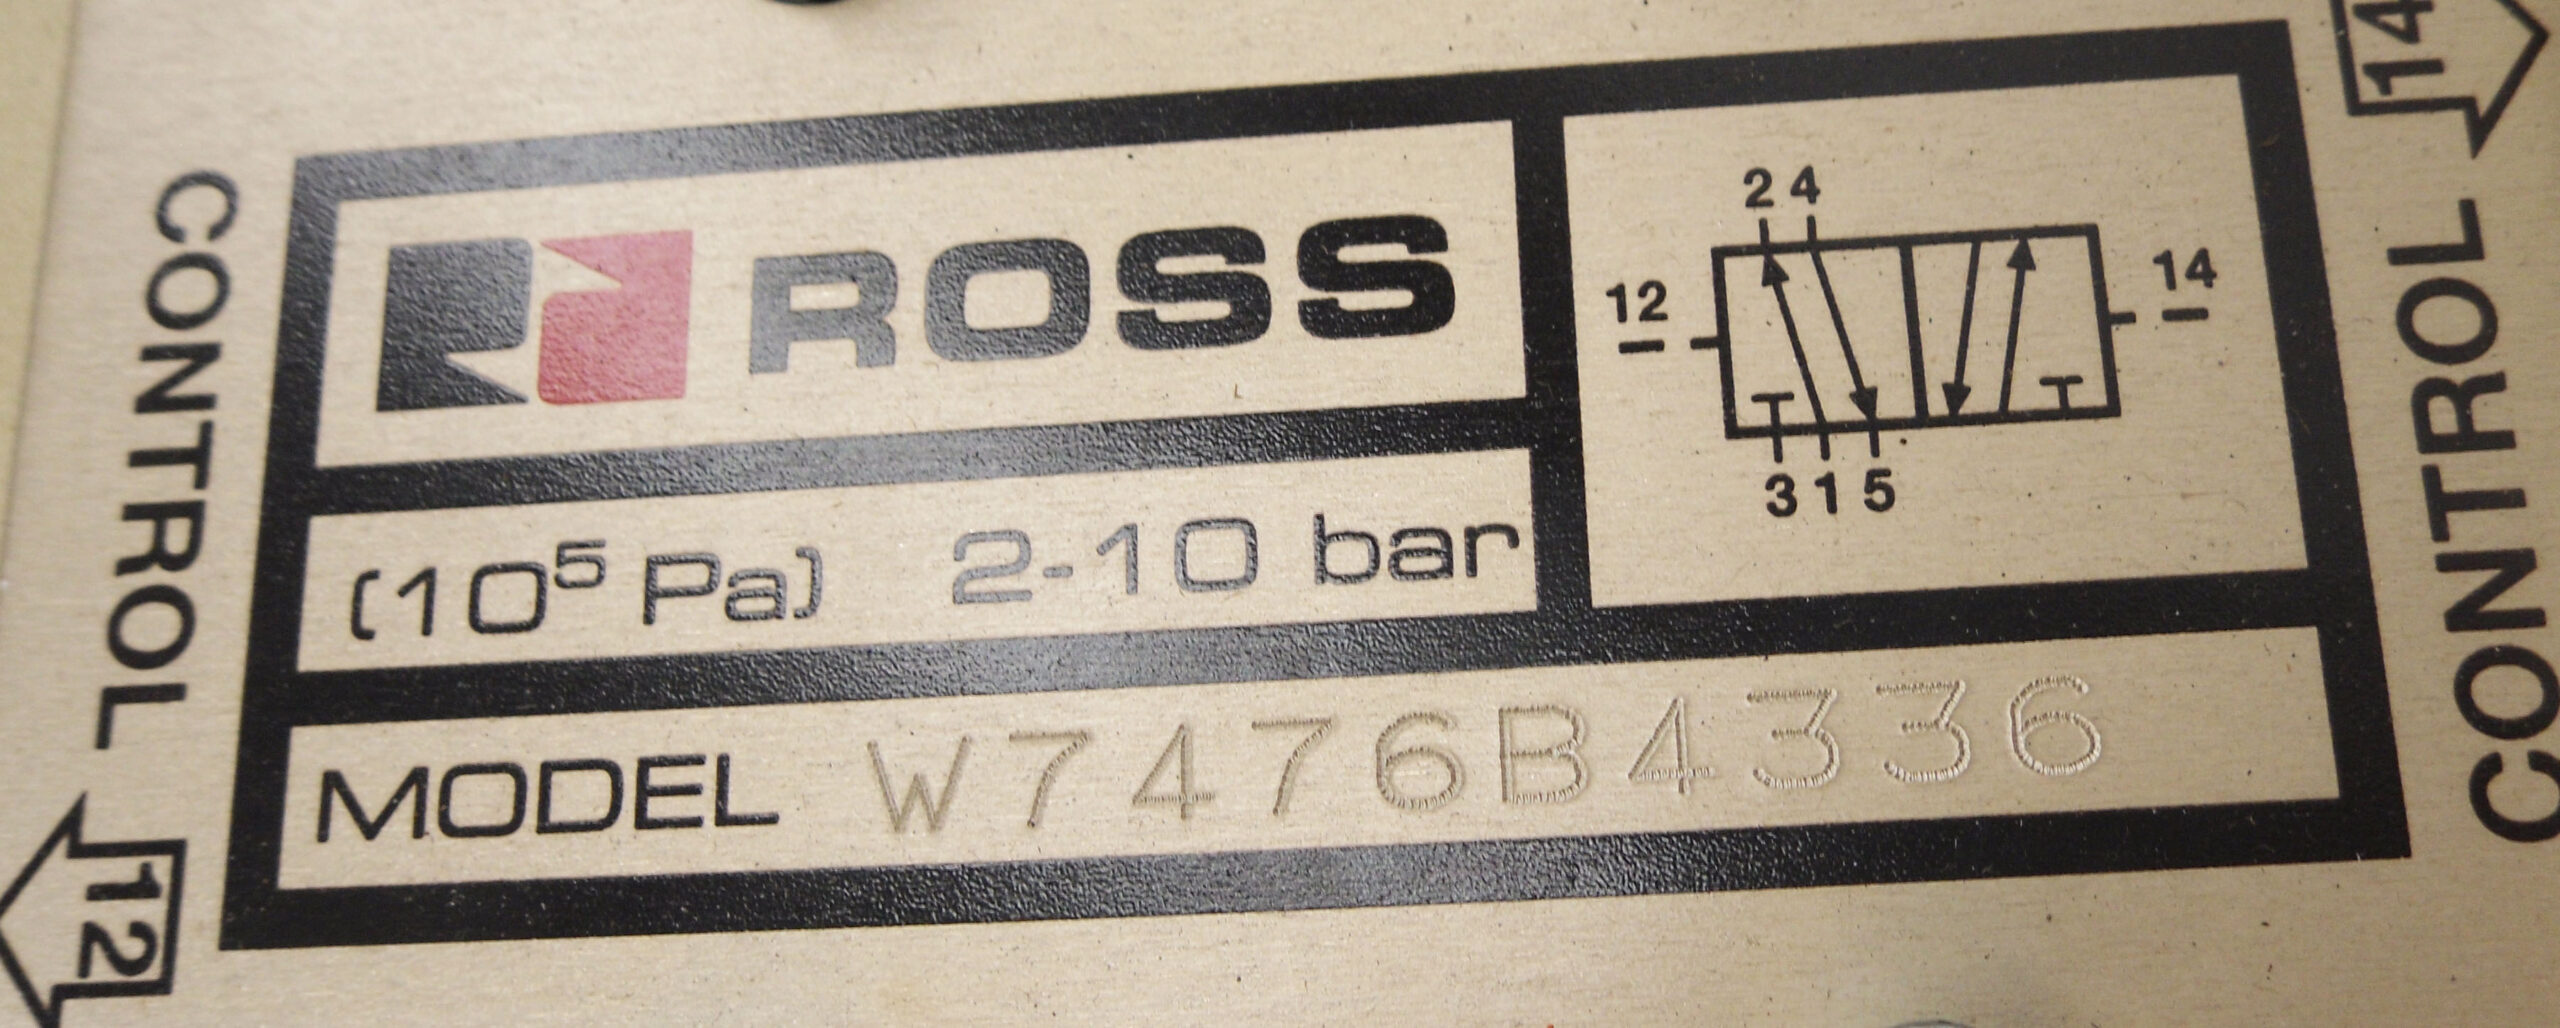 14
CONTROL
ROSS
2 4
12
14
3 1 5
(10⁵ Pa) 2-10 bar
MODEL W7476B4336
CONTROL
12